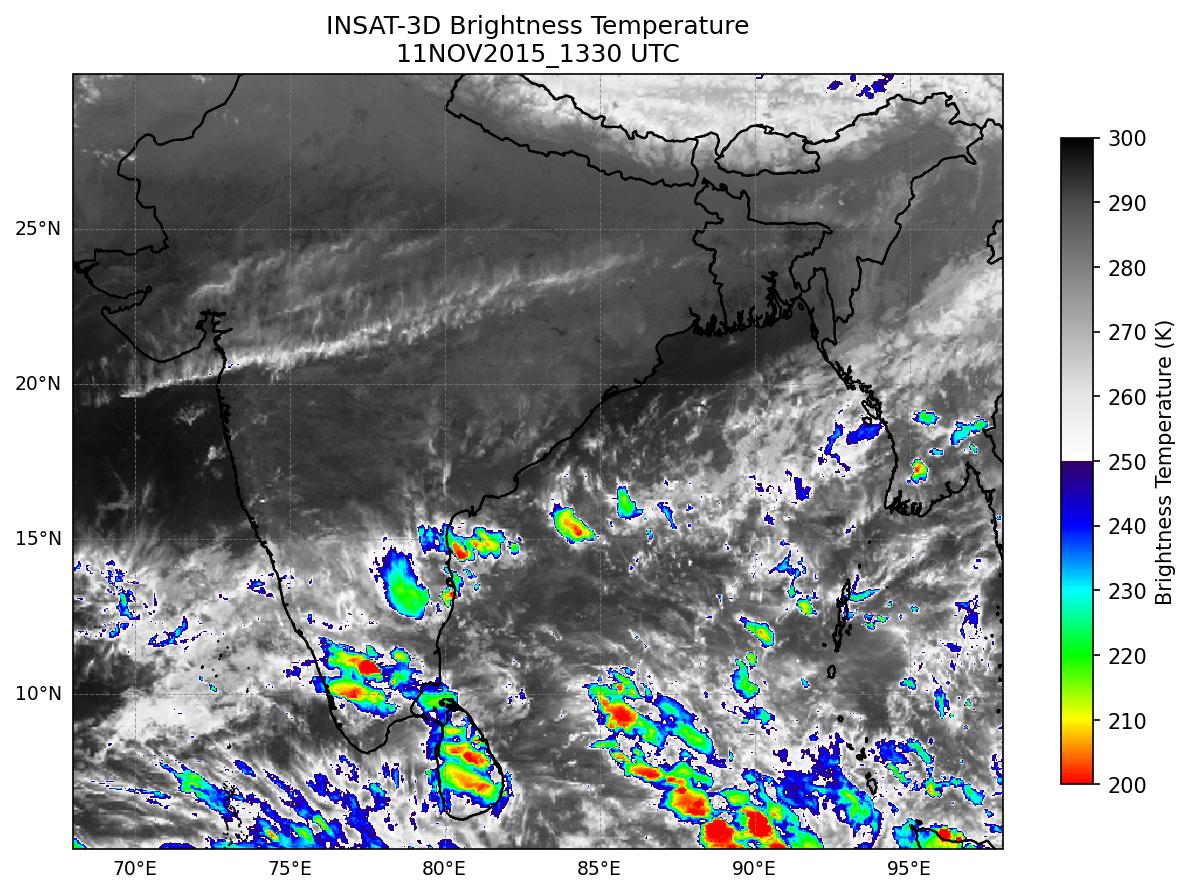 INSAT-3D Brightness Temperature
11NOV2015_1330 UTC
25°N
20°N
15°N
10°N
70°E
75°E
80°E
85°E
90°E
95°E
300
290
280
270
260
250
240
230
220
210
200
Brightness Temperature (K)